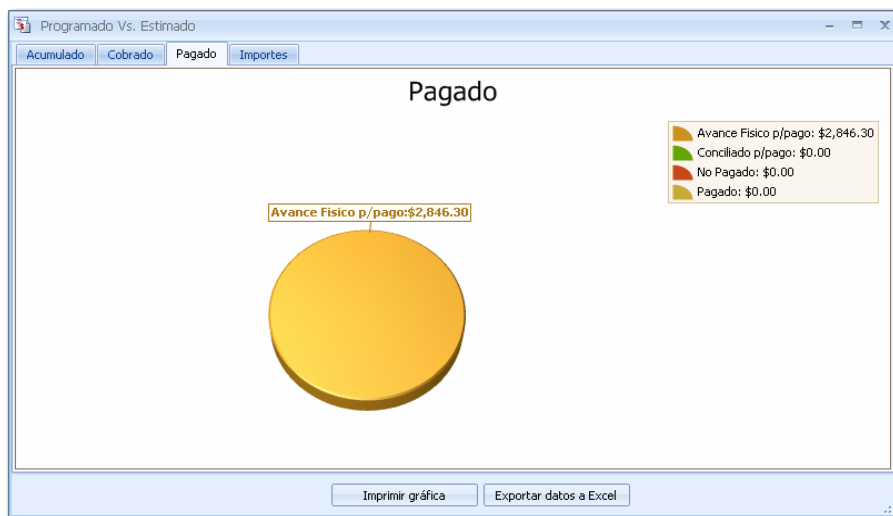 Programado Vs. Estimado
Acumulado Cobrado Pagado Importes
Pagado
Avance Fisico p/pago: $2,846.30
Conciliado p/pago: $0.00
No Pagado: $0.00
Pagado: $0.00
Avance Fisico p/pago:$2,846.30
Imprimir gráfica Exportar datos a Excel